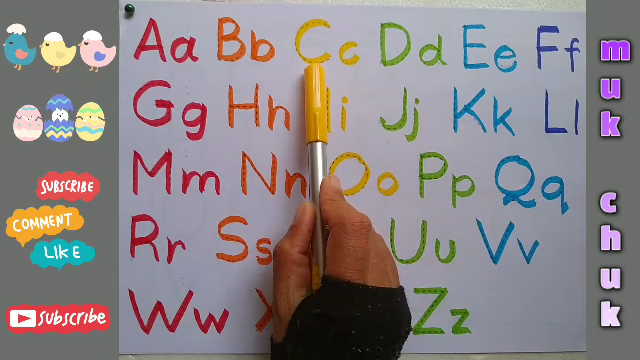 Aa Bb Cc Dd Ee Ff
Gg Hh Ii Jj Kk Ll
Mm Nn Oo Pp Qq
Rr Ss Uu Vv
Ww Zz
SUBSCRIBE
COMMENT
LIKE
Subscribe
muk chuk